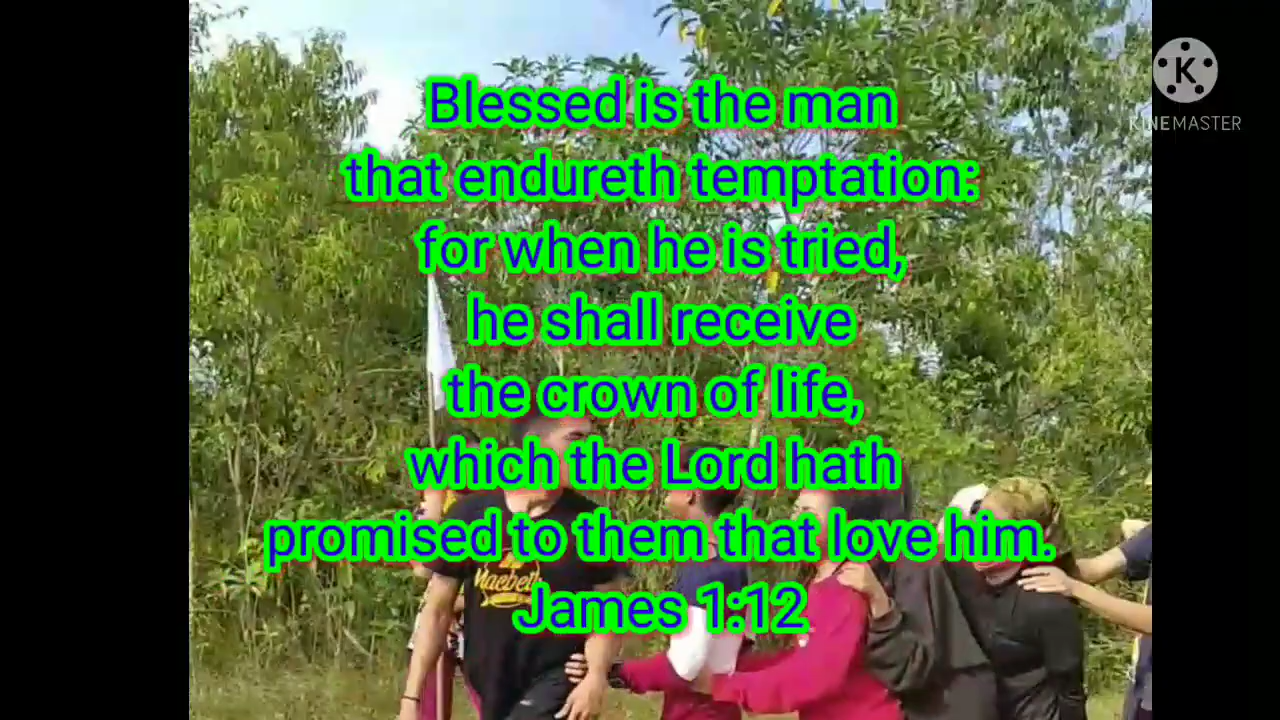 Blessed is the man
that endureth temptation:
for when he is tried,
he shall receive
the crown of life,
which the Lord hath
promised to them that love him.
James 1:12
K
KINEMASTER
Macbeth